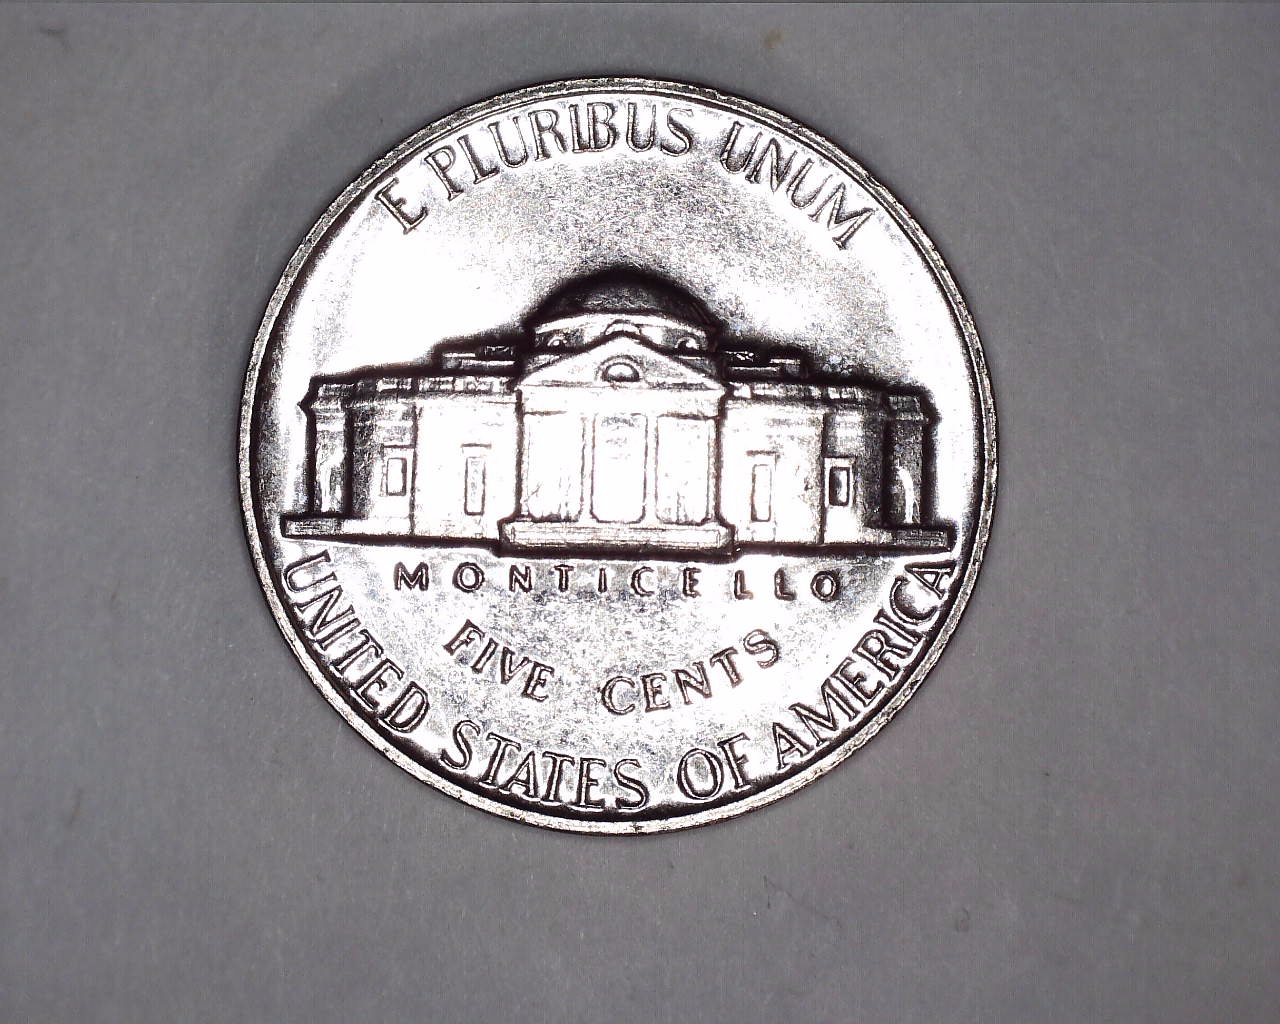 E PLURIBUS UNUM
MONTICELLO
FIVE CENTS
UNITED STATES OF AMERICA